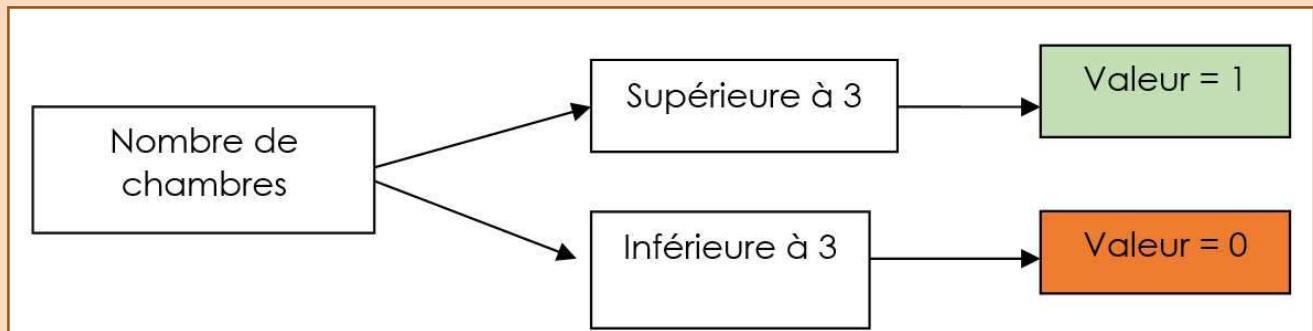 Nombre de
chambres
Supérieure à 3
Valeur = 1
Inférieure à 3
Valeur = 0